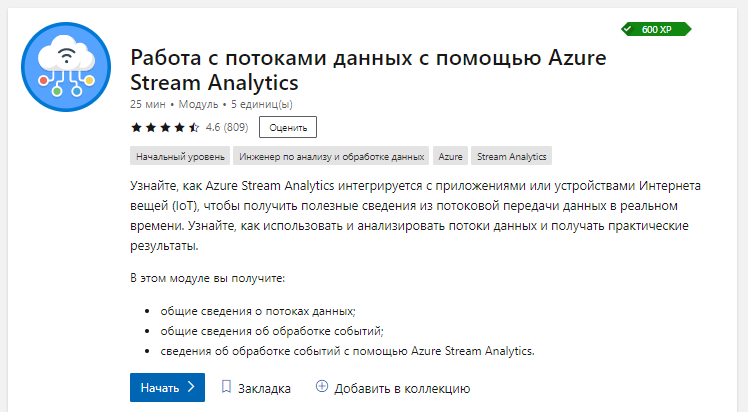 600 XP
Работа с потоками данных с помощью Azure
Stream Analytics
25 мин • Модуль • 5 единиц(ы)
4.6 (809) Оценить
Начальный уровень Инженер по анализу и обработке данных Azure Stream Analytics
Узнайте, как Azure Stream Analytics интегрируется с приложениями или устройствами Интернета
вещей (IoT), чтобы получить полезные сведения из потоковой передачи данных в реальном
времени. Узнайте, как использовать и анализировать потоки данных и получать практические
результаты.
В этом модуле вы получите:
• общие сведения о потоках данных;
• общие сведения об обработке событий;
• сведения об обработке событий с помощью Azure Stream Analytics.
Начать Закладка Добавить в коллекцию